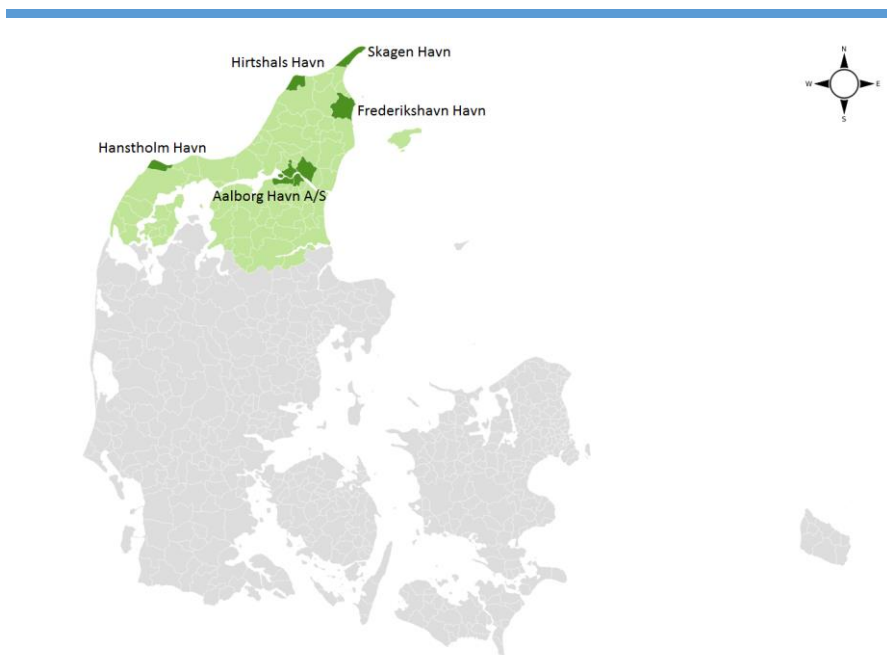 Skagen Havn
Hirtshals Havn
N
W
E
S
Frederikshavn Havn
Hanstholm Havn
Aalborg Havn A/S